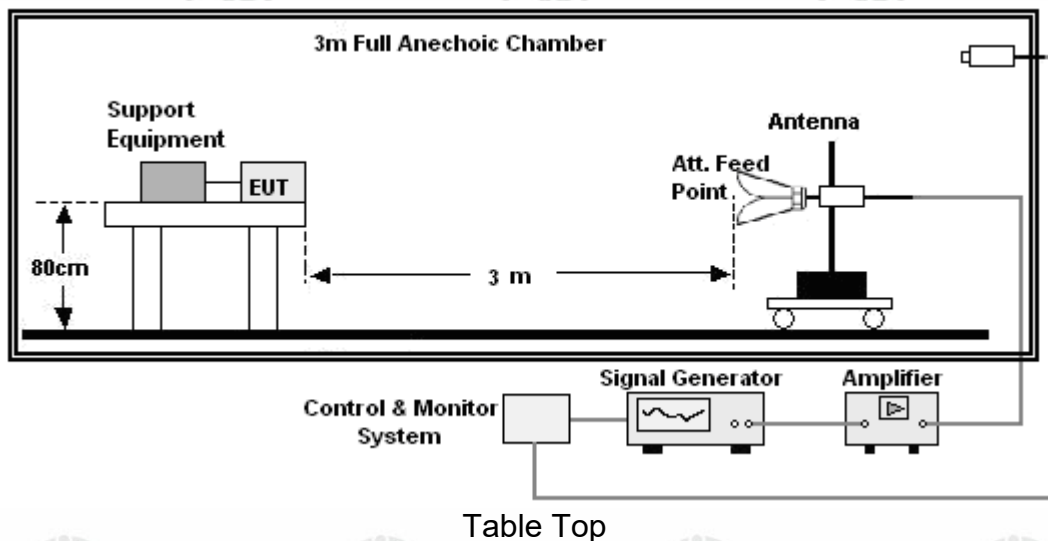 3m Full Anechoic Chamber
Support
Equipment
Antenna
EUT
Att. Feed
Point
80cm
3 m
Signal Generator
Amplifier
Control & Monitor
System
Table Top